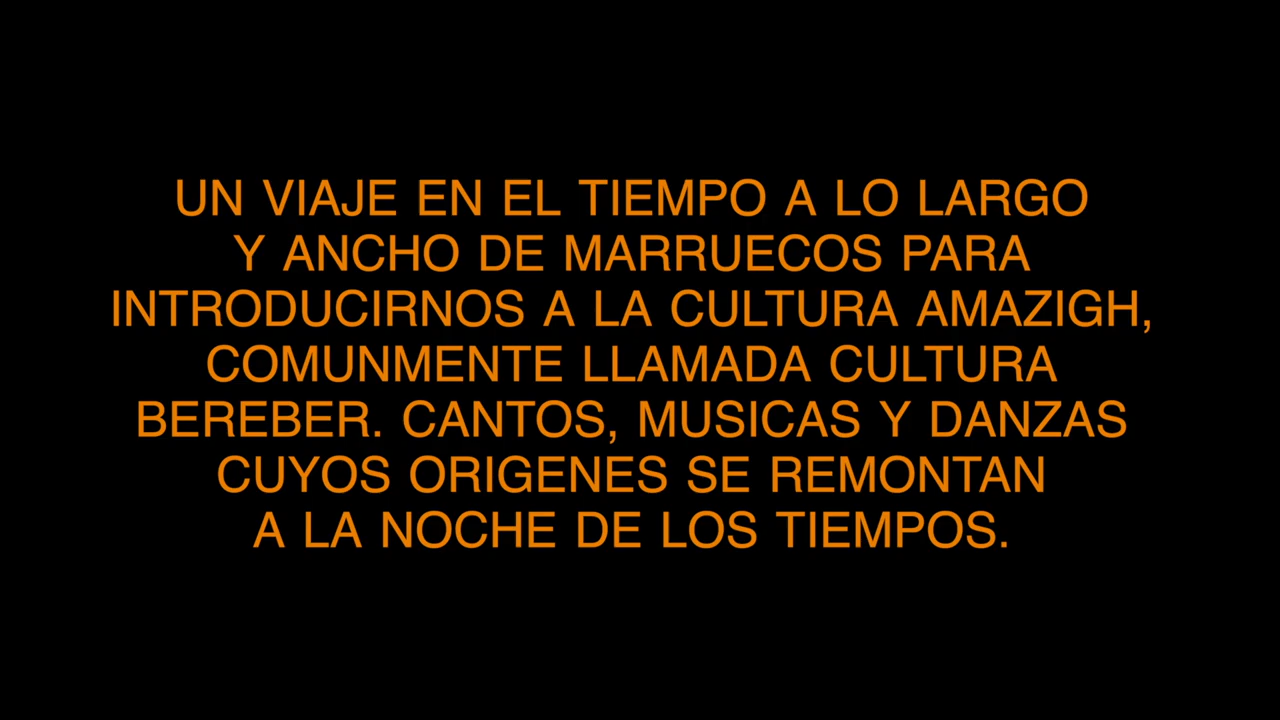 UN VIAJE EN EL TIEMPO A LO LARGO
Y ANCHO DE MARRUECOS PARA
INTRODUCIRNOS A LA CULTURA AMAZIGH,
COMUNMENTE LLAMADA CULTURA
BEREBER. CANTOS, MUSICAS Y DANZAS
CUYOS ORIGENES SE REMONTAN
A LA NOCHE DE LOS TIEMPOS.